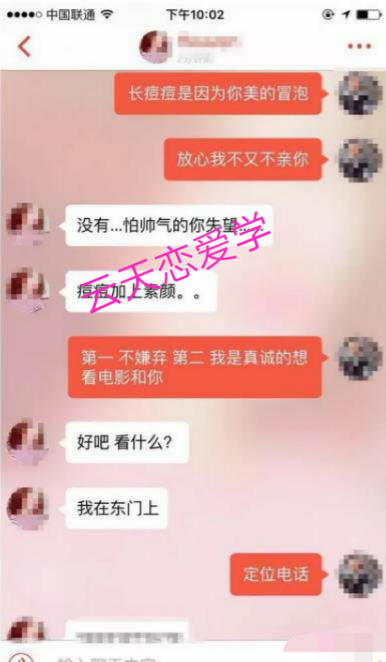 中国联通
下午10:02
长痘痘是因为你美的冒泡
放心我不又不亲你
没有...怕帅气的你失望...
云天恋爱学
痘痘加上素颜。。
第一 不嫌弃 第二 我是真诚的想
看电影和你
好吧 看什么?
我在东门上
定位电话